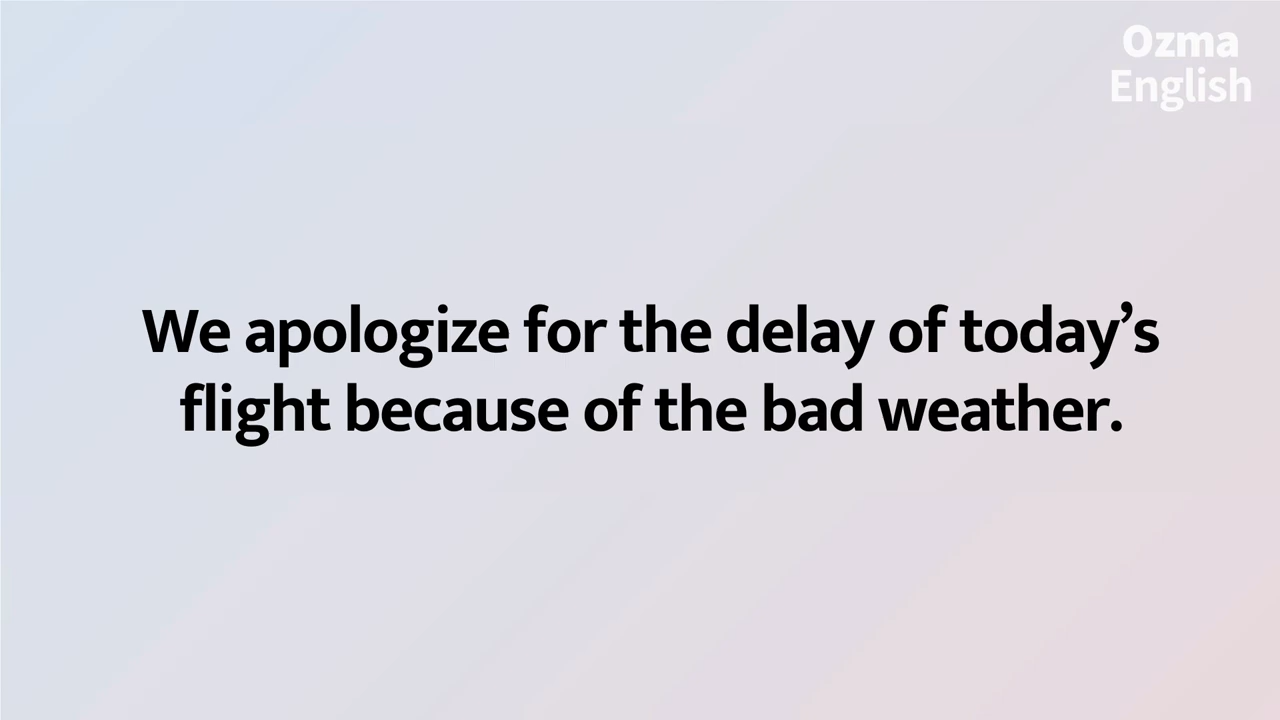 Ozma
English
We apologize for the delay of today’s
flight because of the bad weather.